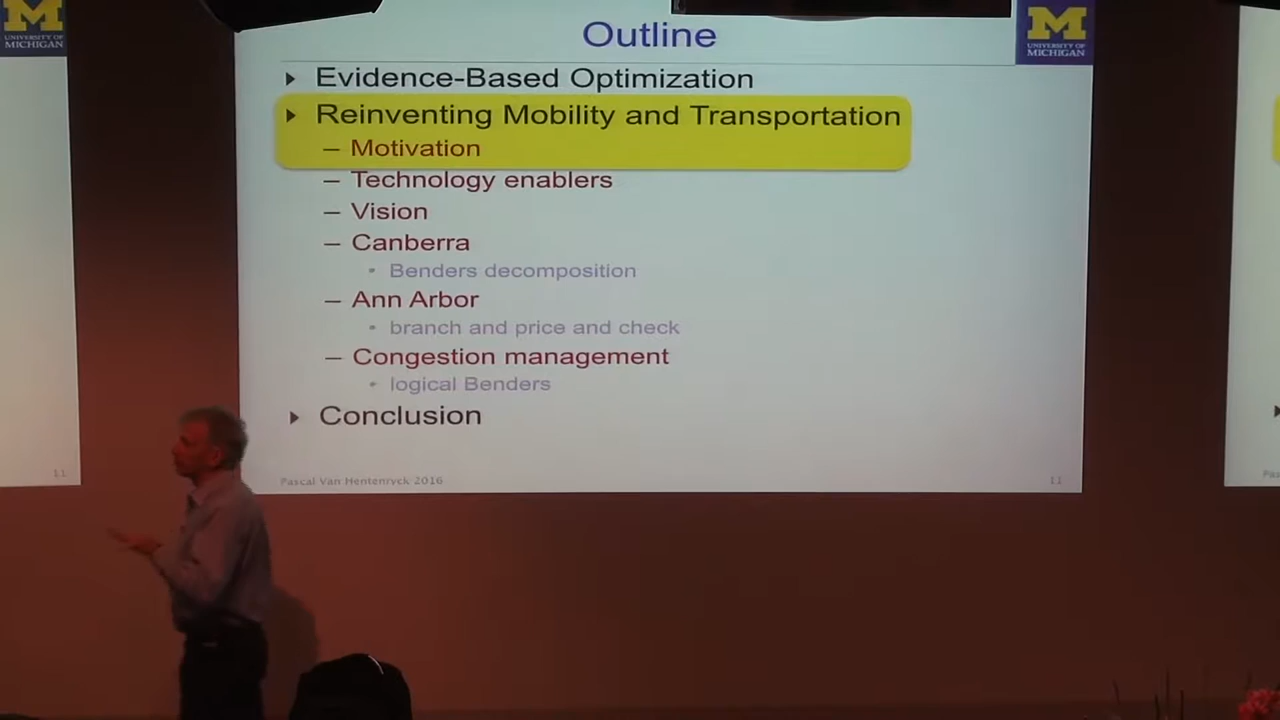 UNIVERSITY OF
MICHIGAN
11
Outline
M
UNIVERSITY OF
MICHIGAN
Evidence-Based Optimization
Reinventing Mobility and Transportation
– Motivation
– Technology enablers
– Vision
– Canberra
• Benders decomposition
– Ann Arbor
• branch and price and check
– Congestion management
• logical Benders
Conclusion
Pascal Van Hentenryck 2016
11